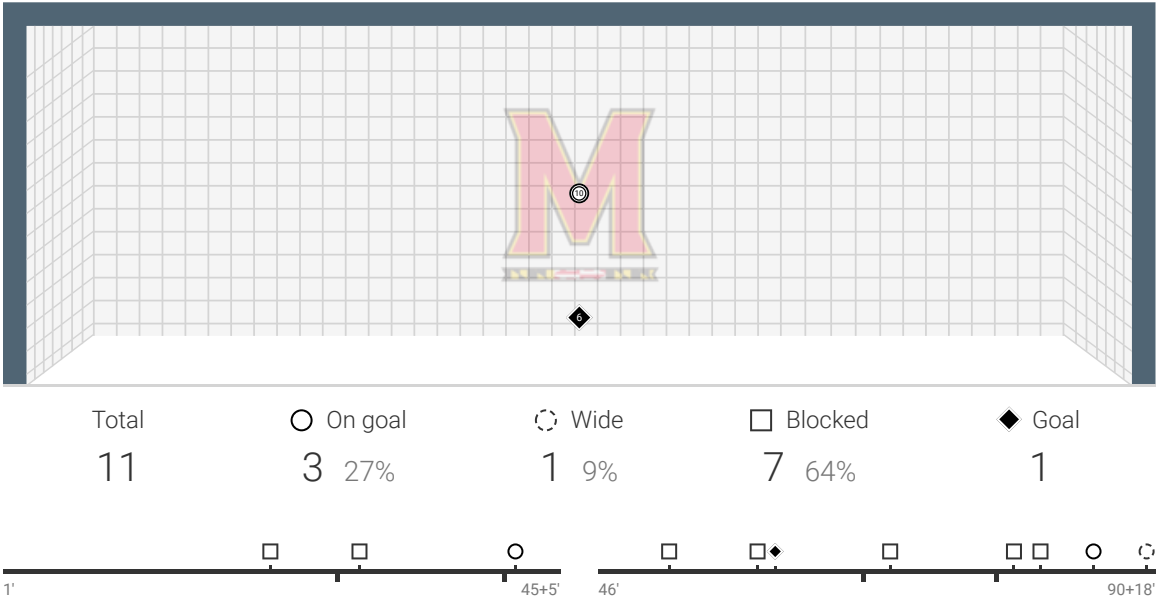 M
10
6
Total On goal Wide Blocked Goal
11 3 27% 1 9% 7 64% 1
1' 45+5' 46' 90+18'